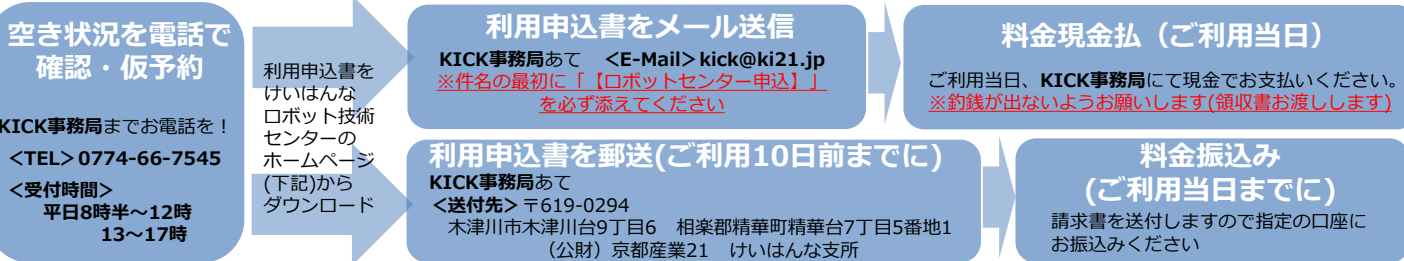 空き状況を電話で
確認・仮予約
KICK事務局までお電話を！
<TEL>0774-66-7545
<受付時間>
平日8時半～12時
13～17時
利用申込書を
けいはんな
ロボット技術
センターの
ホームページ
(下記)から
ダウンロード
利用申込書をメール送信
KICK事務局あて　<E-Mail>kick@ki21.jp
※件名の最初に「【ロボットセンター申込】」
を必ず添えてください
料金現金払（ご利用当日）
ご利用当日、KICK事務局にて現金でお支払いください。
※釣銭が出ないようお願いします(領収書お渡しします)
利用申込書を郵送(ご利用10日前までに)
KICK事務局あて
<送付先>〒619-0294
木津川市木津川台9丁目6　相楽郡精華町精華台7丁目5番地1
（公財）京都産業21　けいはんな支所
料金振込み
(ご利用当日までに)
請求書を送付しますので指定の口座に
お振込みください